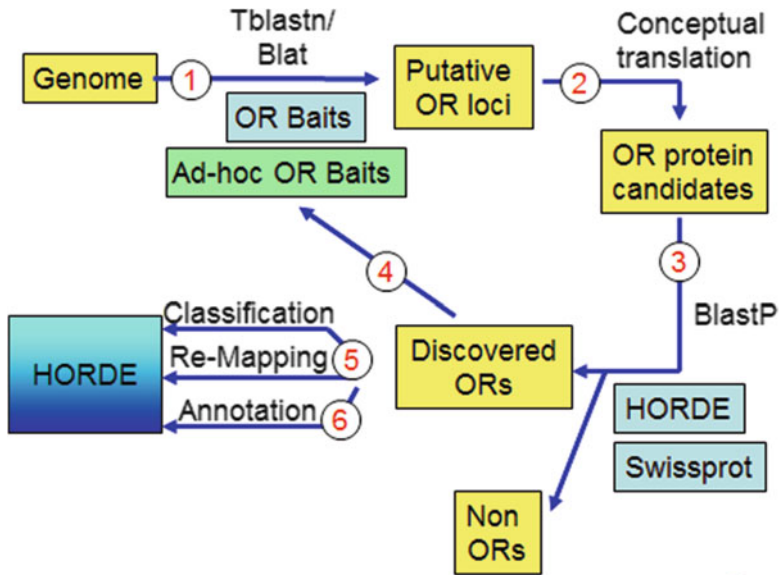 Tblastn/
Blat
Conceptual
translation
Genome
1
Putative
OR loci
2
OR Baits
Ad-hoc OR Baits
OR protein
candidates
3
4
BlastP
Classification
Re-Mapping
5
Annotation
6
HORDE
Discovered
ORs
HORDE
Swissprot
Non
ORs